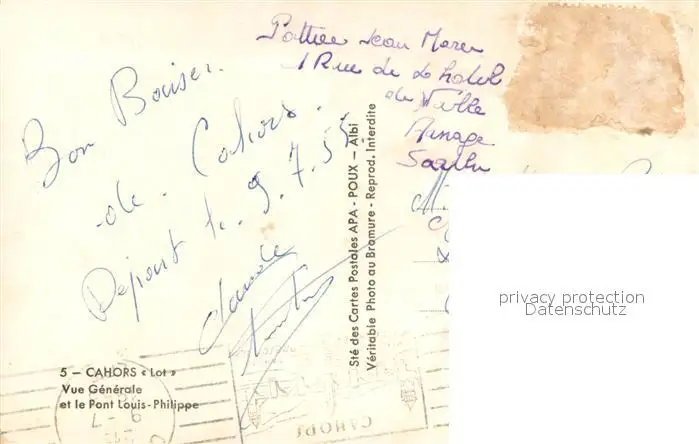 Bon Baiser.
de Cahors.
Départ le 9.7.55
Claude
Jean Marc
1 Rue de L hotel
de Ville
Arnage
Sarthe
Sté des Cartes Postales APA - POUX - Albi
Véritable Photo au Bromure - Reprod. Interdite
privacy protection
Datenschutz
5 - CAHORS « Lot »
Vue Générale
et le Pont Louis-Philippe
CAHORS